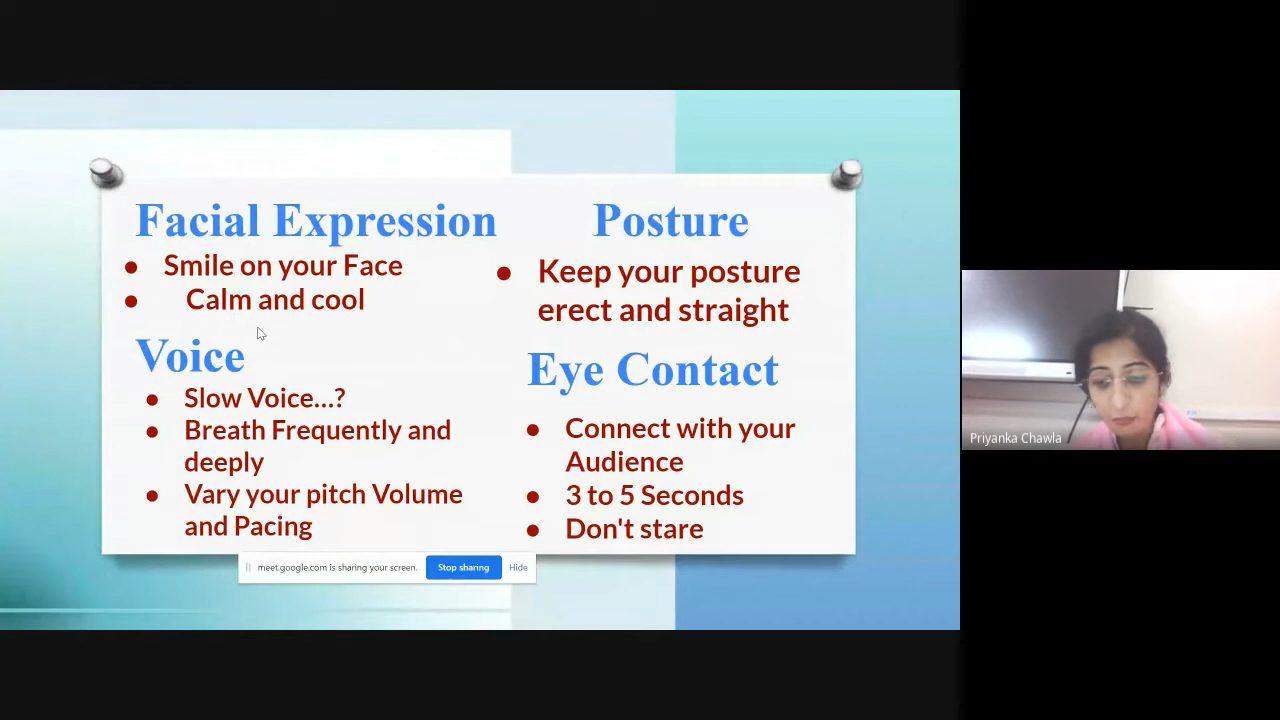 Facial Expression
Smile on your Face
Calm and cool
Voice
Slow Voice...?
Breath Frequently and
deeply
Vary your pitch Volume
and Pacing
Posture
Keep your posture
erect and straight
Eye Contact
Connect with your
Audience
3 to 5 Seconds
Don't stare
meet.google.com is sharing your screen.
Stop sharing
Hide
Priyanka Chawla